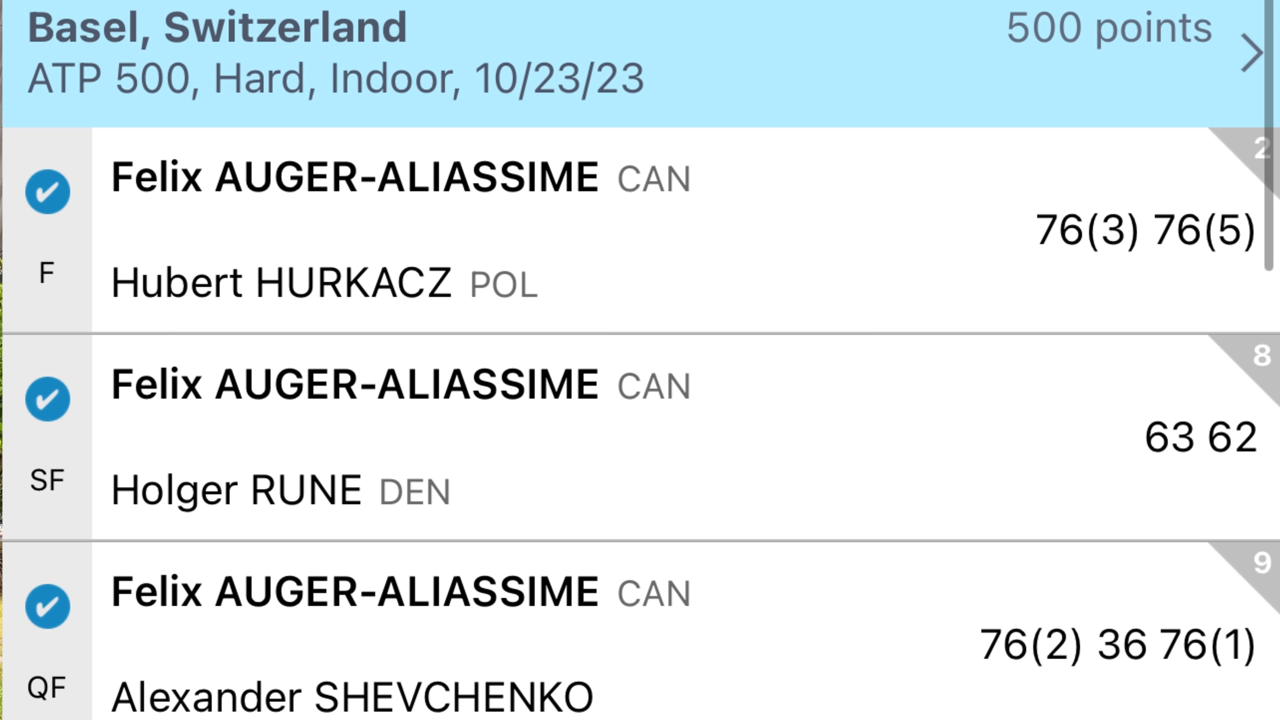 Basel, Switzerland 500 points
ATP 500, Hard, Indoor, 10/23/23
Felix AUGER-ALIASSIME CAN 2
76(3) 76(5)
F Hubert HURKACZ POL
Felix AUGER-ALIASSIME CAN 8
63 62
SF Holger RUNE DEN
Felix AUGER-ALIASSIME CAN 9
76(2) 36 76(1)
QF Alexander SHEVCHENKO